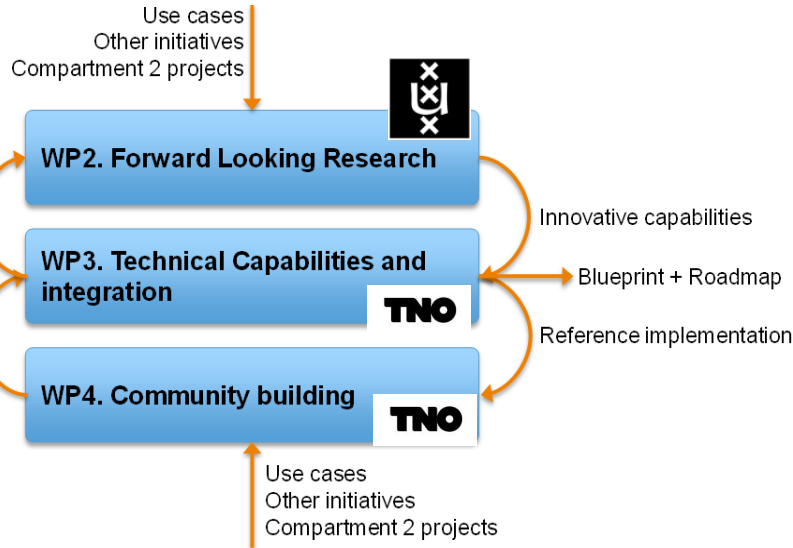 Use cases
Other initiatives
Compartment 2 projects
WP2. Forward Looking Research
Innovative capabilities
WP3. Technical Capabilities and
integration
TNO
Blueprint + Roadmap
Reference implementation
WP4. Community building
TNO
Use cases
Other initiatives
Compartment 2 projects